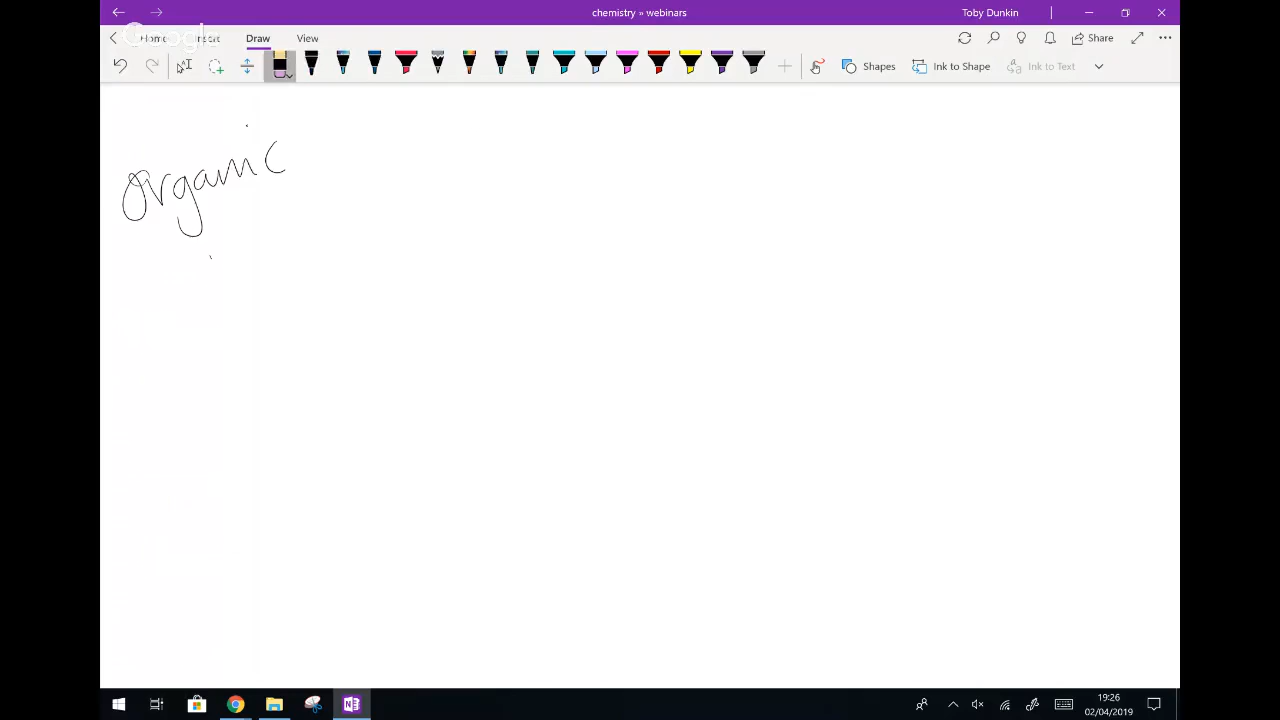 chemistry » webinars
Toby Dunkin
Google
Home Insert Draw View
Share
Shapes Ink to Shape Ink to Text
organic
19:26
02/04/2019